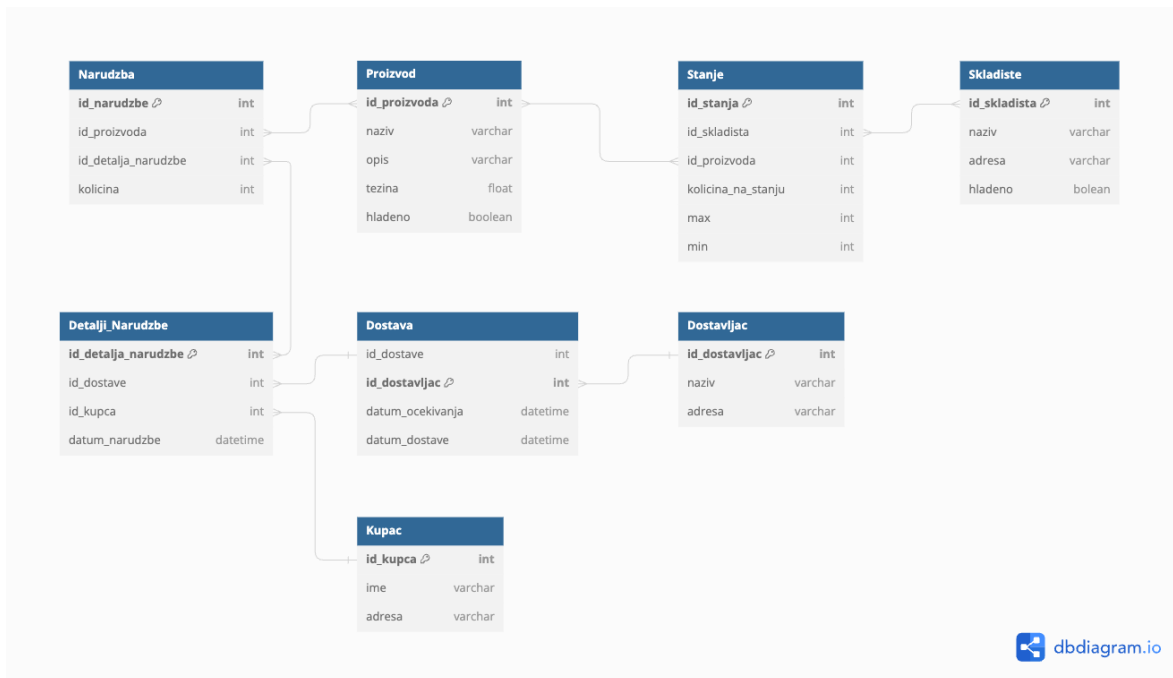 Narudzba
id_narudzbe int
id_proizvoda int
id_detalja_narudzbe int
kolicina int
Proizvod
id_proizvoda int
naziv varchar
opis varchar
tezina float
hladeno boolean
Stanje
id_stanja int
id_skladista int
id_proizvoda int
kolicina_na_stanju int
max int
min int
Skladiste
id_skladista int
naziv varchar
adresa varchar
hladeno bolean
Detalji_Narudzbe
id_detalja_narudzbe int
id_dostave int
id_kupca int
datum_narudzbe datetime
Dostava
id_dostave int
id_dostavljac int
datum_ocekivanja datetime
datum_dostave datetime
Dostavljac
id_dostavljac int
naziv varchar
adresa varchar
Kupac
id_kupca int
ime varchar
adresa varchar
dbdiagram.io